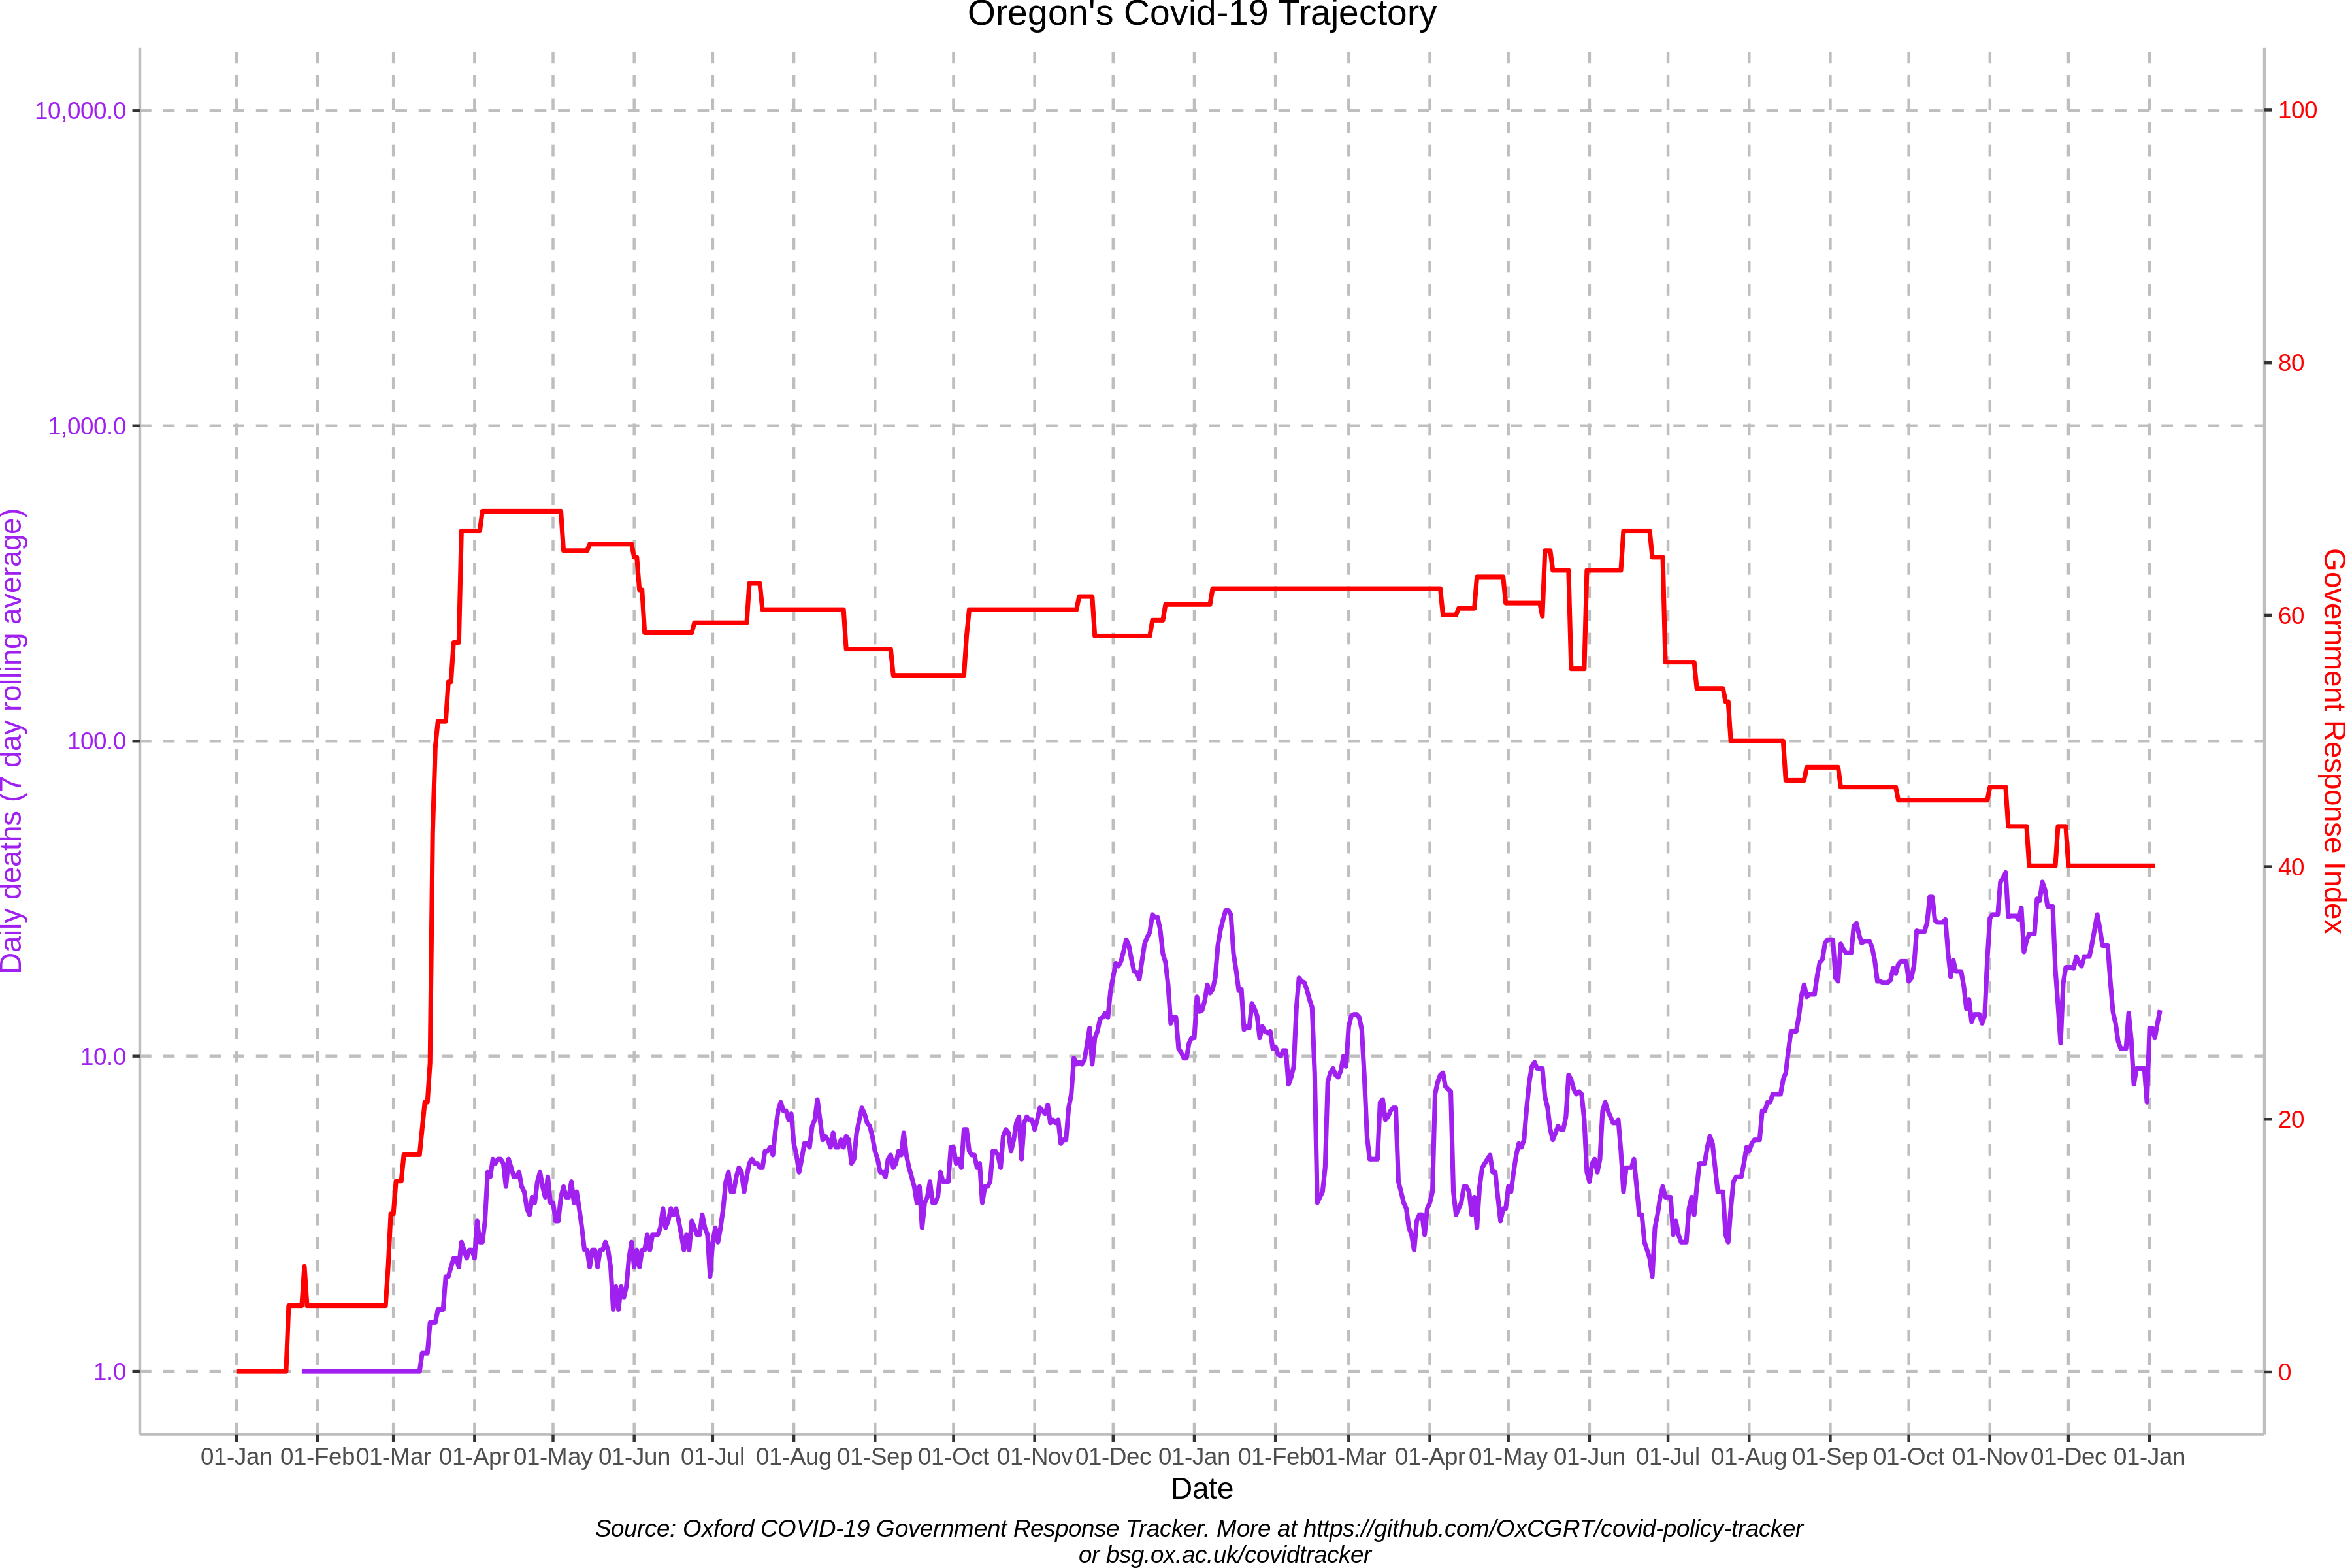 Oregon's Covid-19 Trajectory
10,000.0
1,000.0
100.0
10.0
1.0
Daily deaths (7 day rolling average)
100
80
60
40
20
0
Government Response Index
01-Jan 01-Feb 01-Mar 01-Apr 01-May 01-Jun 01-Jul 01-Aug 01-Sep 01-Oct 01-Nov 01-Dec 01-Jan 01-Feb 01-Mar 01-Apr 01-May 01-Jun 01-Jul 01-Aug 01-Sep 01-Oct 01-Nov 01-Dec 01-Jan
Date
Source: Oxford COVID-19 Government Response Tracker. More at https://github.com/OxCGRT/covid-policy-tracker
or bsg.ox.ac.uk/covidtracker